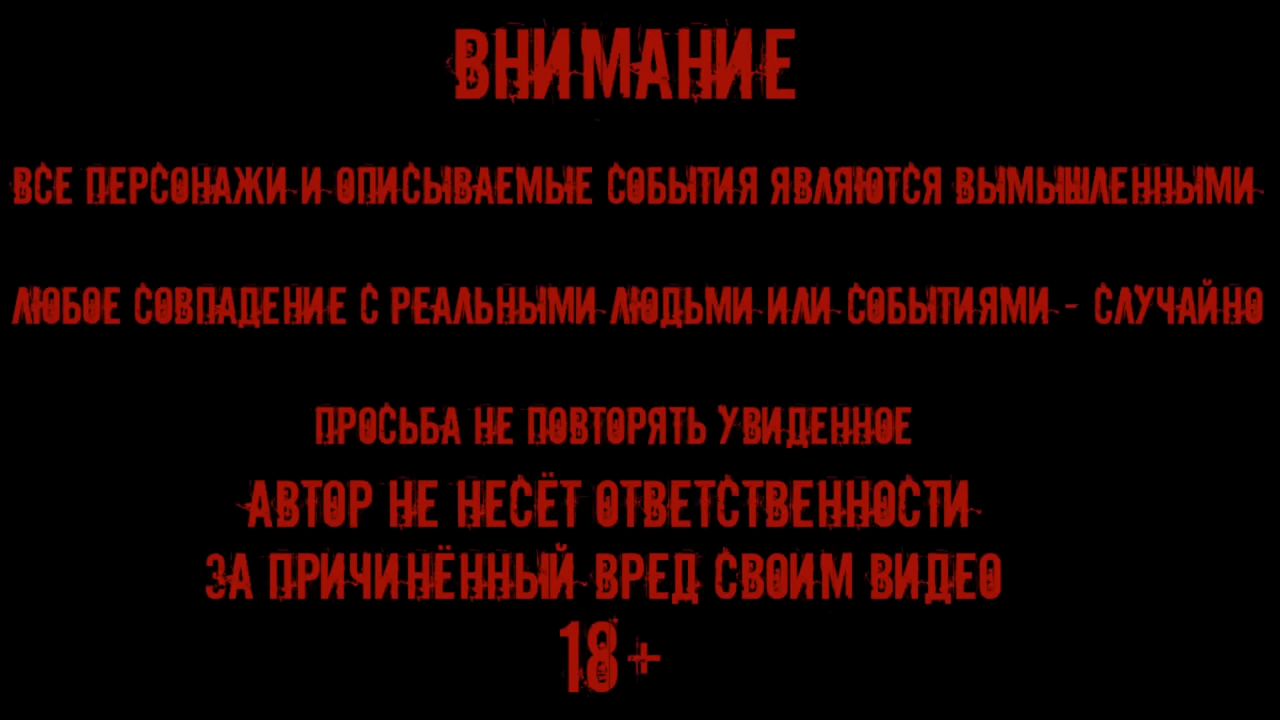 ВНИМАНИЕ
ВСЕ ПЕРСОНАЖИ И ОПИСЫВАЕМЫЕ СОБЫТИЯ ЯВЛЯЮТСЯ ВЫМЫШЛЕННЫМИ
ЛЮБОЕ СОВПАДЕНИЕ С РЕАЛЬНЫМИ ЛЮДЬМИ ИЛИ СОБЫТИЯМИ - СЛУЧАЙНО
ПРОСЬБА НЕ ПОВТОРЯТЬ УВИДЕННОЕ
АВТОР НЕ НЕСЁТ ОТВЕТСТВЕННОСТИ
ЗА ПРИЧИНЁННЫЙ ВРЕД СВОИМ ВИДЕО
18+